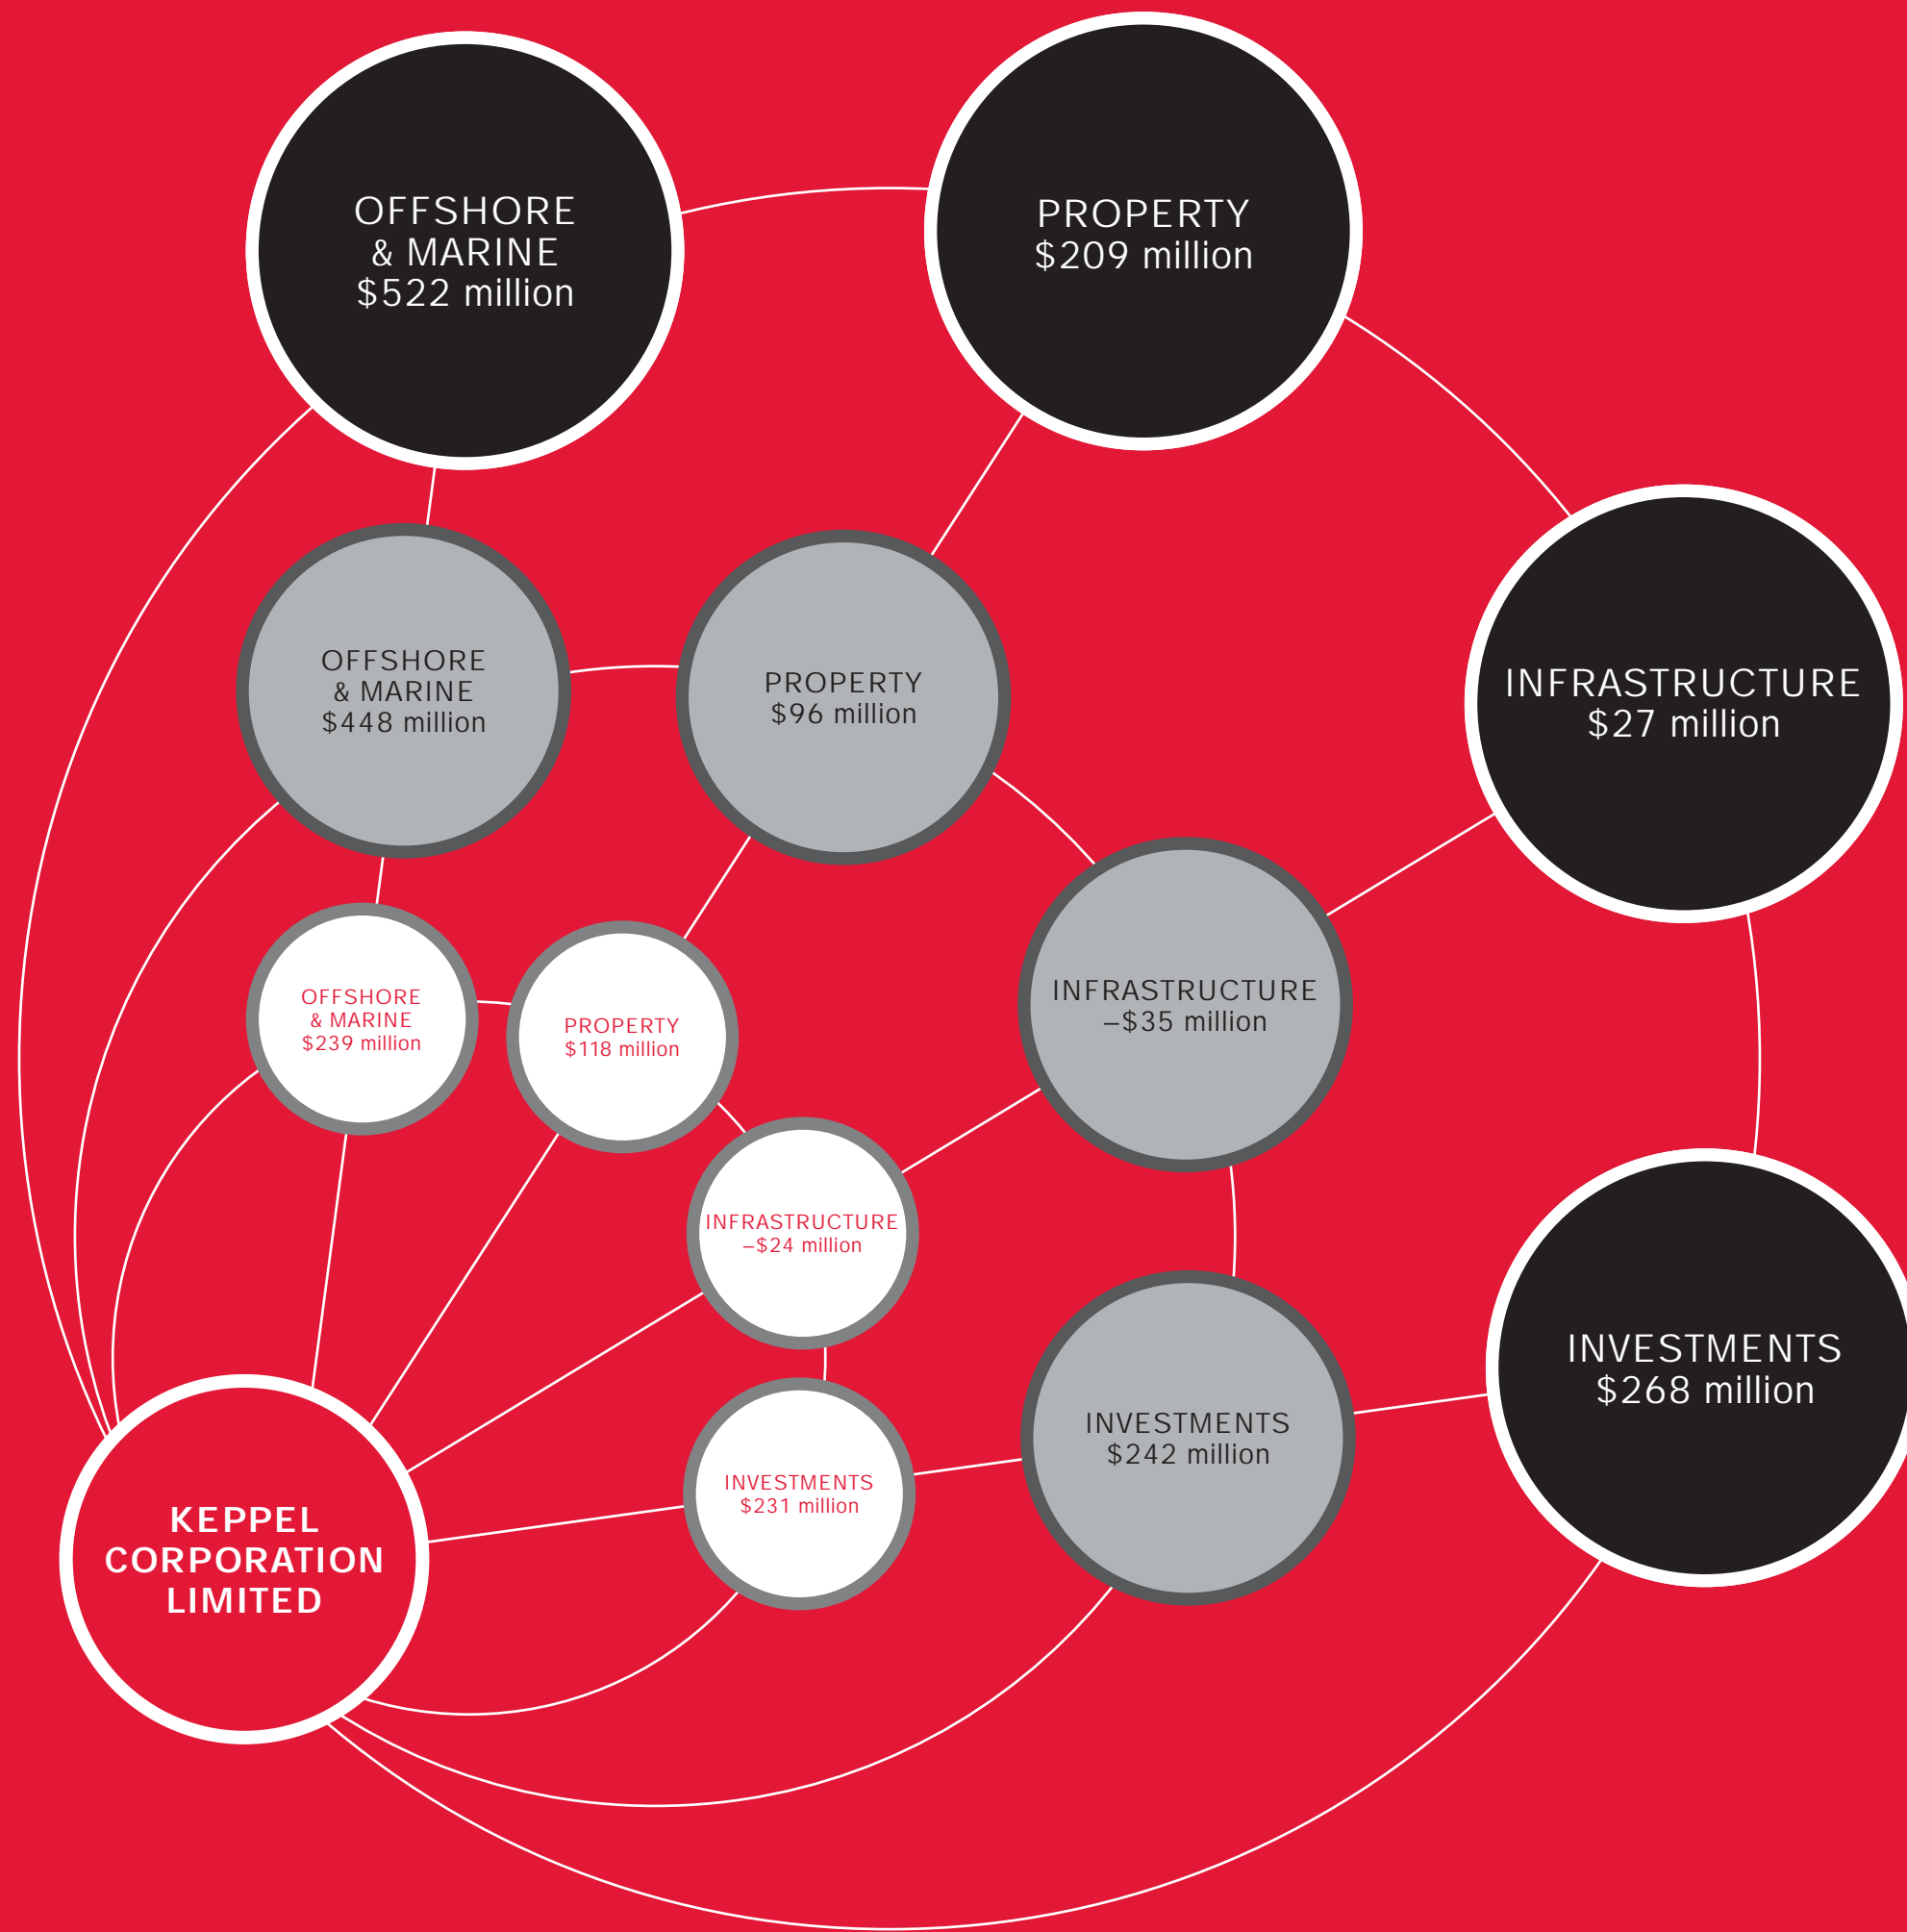 OFFSHORE
& MARINE
$522 million
PROPERTY
$209 million
INFRASTRUCTURE
$27 million
INVESTMENTS
$268 million
OFFSHORE
& MARINE
$448 million
PROPERTY
$96 million
INFRASTRUCTURE
–$35 million
INVESTMENTS
$242 million
OFFSHORE
& MARINE
$239 million
PROPERTY
$118 million
INFRASTRUCTURE
–$24 million
INVESTMENTS
$231 million
KEPPEL
CORPORATION
LIMITED